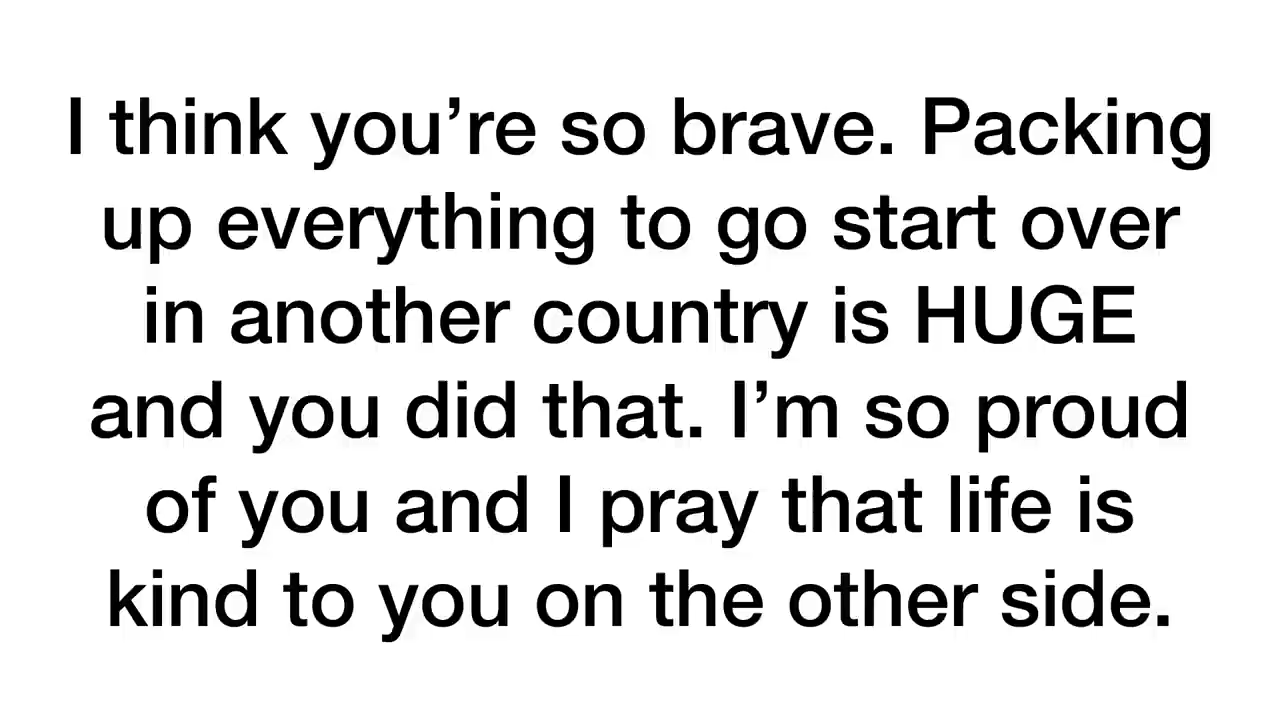 I think you’re so brave. Packing
up everything to go start over
in another country is HUGE
and you did that. I’m so proud
of you and I pray that life is
kind to you on the other side.